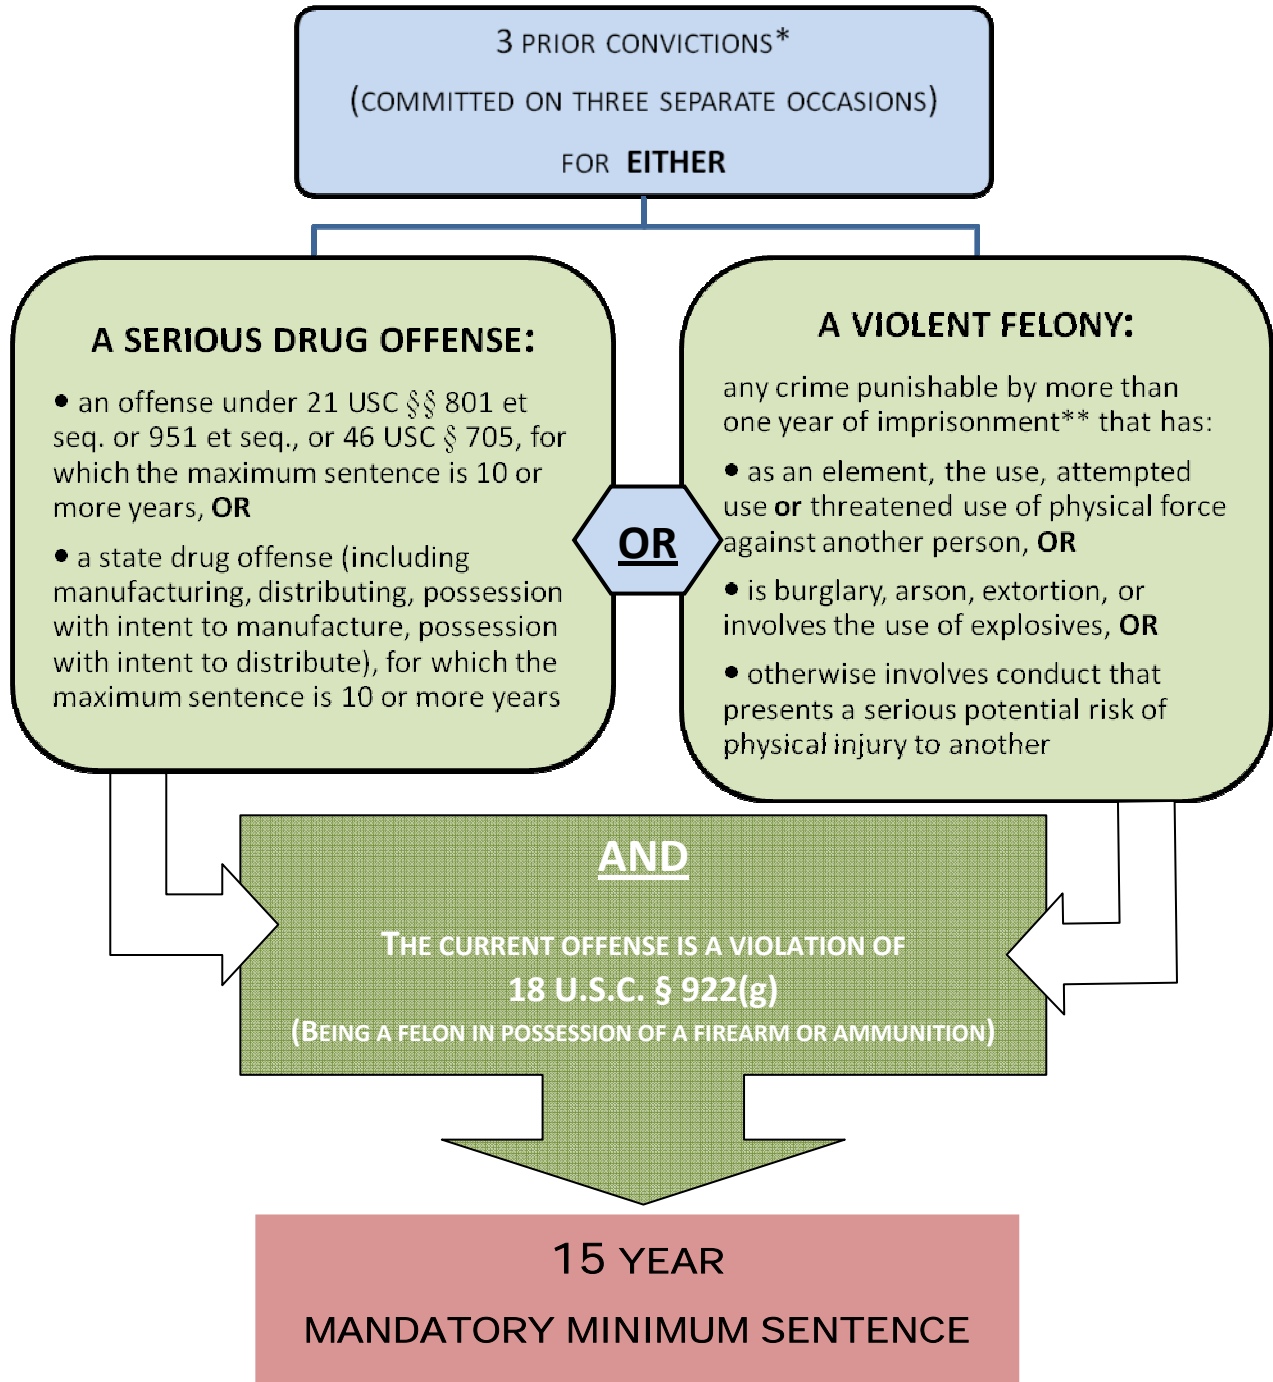 3 PRIOR CONVICTIONS*
(COMMITTED ON THREE SEPARATE OCCASIONS)
FOR EITHER
A SERIOUS DRUG OFFENSE:
• an offense under 21 USC §§ 801 et
seq. or 951 et seq., or 46 USC § 705, for
which the maximum sentence is 10 or
more years, OR
• a state drug offense (including
manufacturing, distributing, possession
with intent to manufacture, possession
with intent to distribute), for which the
maximum sentence is 10 or more years
OR
A VIOLENT FELONY:
any crime punishable by more than
one year of imprisonment** that has:
• as an element, the use, attempted
use or threatened use of physical force
against another person, OR
• is burglary, arson, extortion, or
involves the use of explosives, OR
• otherwise involves conduct that
presents a serious potential risk of
physical injury to another
AND
THE CURRENT OFFENSE IS A VIOLATION OF
18 U.S.C. § 922(g)
(BEING A FELON IN POSSESSION OF A FIREARM OR AMMUNITION)
15 YEAR
MANDATORY MINIMUM SENTENCE